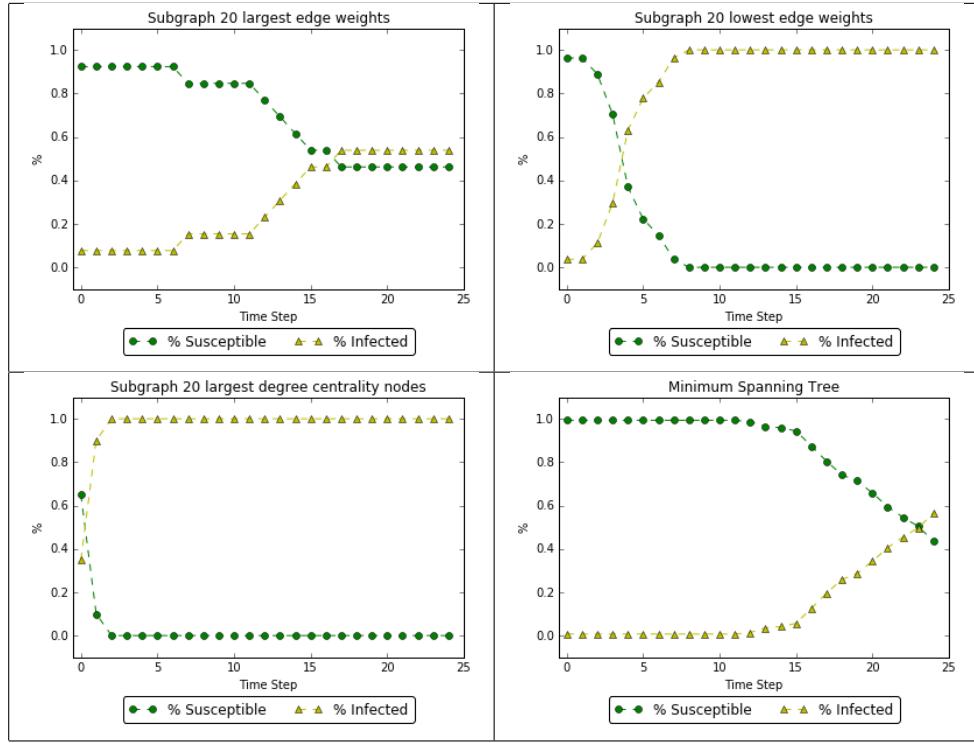 Subgraph 20 largest edge weights
1.0
0.8
0.6
0.4
0.2
0.0
%
0 5 10 15 20 25
Time Step
% Susceptible % Infected
Subgraph 20 lowest edge weights
1.0
0.8
0.6
0.4
0.2
0.0
%
0 5 10 15 20 25
Time Step
% Susceptible % Infected
Subgraph 20 largest degree centrality nodes
1.0
0.8
0.6
0.4
0.2
0.0
%
0 5 10 15 20 25
Time Step
% Susceptible % Infected
Minimum Spanning Tree
1.0
0.8
0.6
0.4
0.2
0.0
%
0 5 10 15 20 25
Time Step
% Susceptible % Infected